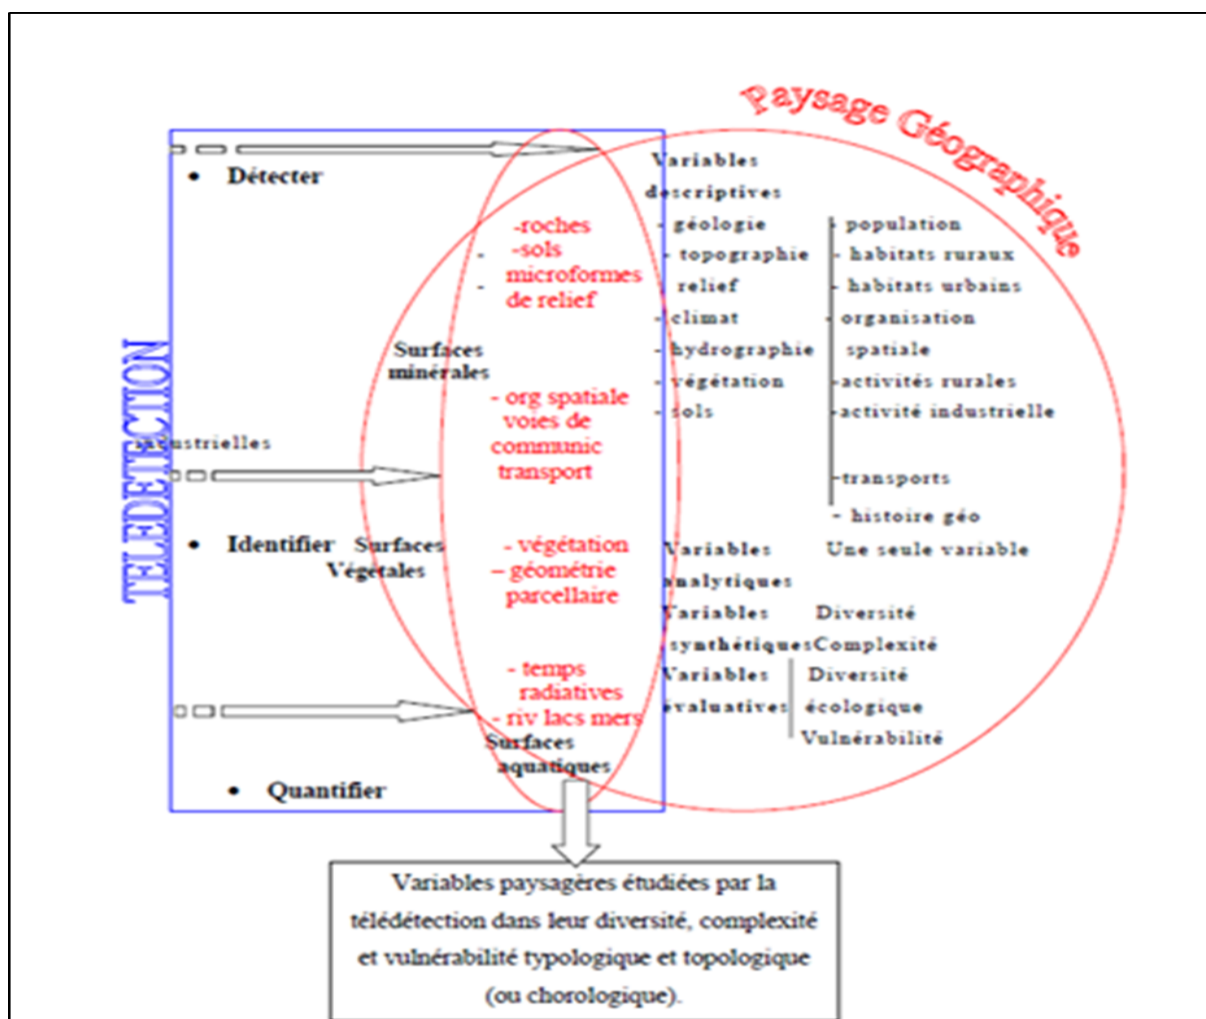 Paysage Géographique
TELEDETECTION
• Détecter
-roches
-sols
-
microformes
-
de relief
Surfaces
minérales
- org spatiale
voies de
communic
transport
industrielles
• Identifier
Surfaces
Végétales
- végétation
– géométrie
parcellaire
- temps
radiatives
- riv lacs mers
Surfaces
aquatiques
• Quantifier
Variables
descriptives
- géologie
- topographie
- relief
- climat
- hydrographie
- végétation
- sols
- population
- habitats ruraux
- habitats urbains
- organisation
spatiale
-activités rurales
-activité industrielle
-transports
- histoire géo
Variables Une seule variable
analytiques
Variables Diversité
synthétiquesComplexité
Variables Diversité
évaluatives écologique
Vulnérabilité
Variables paysagères étudiées par la
télédétection dans leur diversité, complexité
et vulnérabilité typologique et topologique
(ou chorologique).